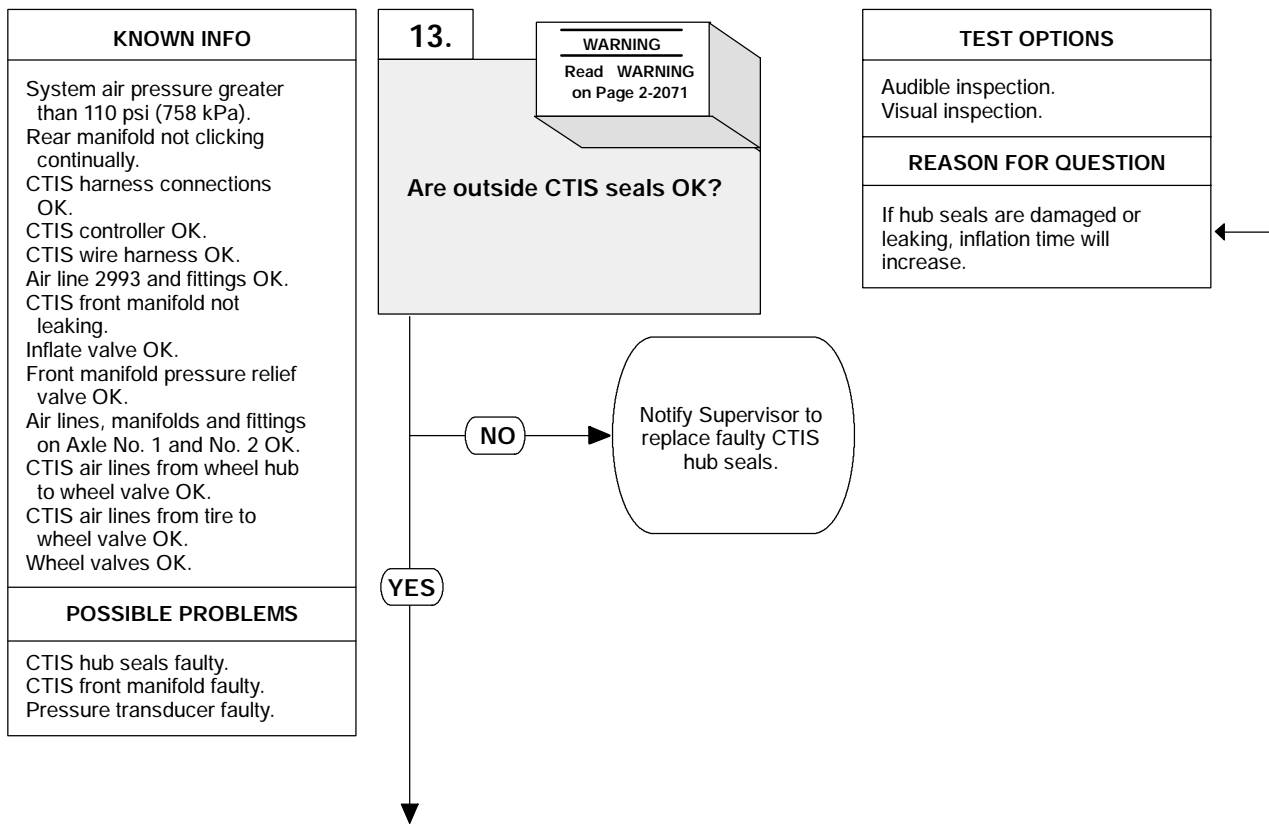 KNOWN INFO
System air pressure greater
than 110 psi (758 kPa).
Rear manifold not clicking
continually.
CTIS harness connections
OK.
CTIS controller OK.
CTIS wire harness OK.
Air line 2993 and fittings OK.
CTIS front manifold not
leaking.
Inflate valve OK.
Front manifold pressure relief
valve OK.
Air lines, manifolds and fittings
on Axle No. 1 and No. 2 OK.
CTIS air lines from wheel hub
to wheel valve OK.
CTIS air lines from tire to
wheel valve OK.
Wheel valves OK.
POSSIBLE PROBLEMS
CTIS hub seals faulty.
CTIS front manifold faulty.
Pressure transducer faulty.
13.
WARNING
Read WARNING
on Page 2-2071
Are outside CTIS seals OK?
NO
Notify Supervisor to
replace faulty CTIS
hub seals.
YES
TEST OPTIONS
Audible inspection.
Visual inspection.
REASON FOR QUESTION
If hub seals are damaged or
leaking, inflation time will
increase.